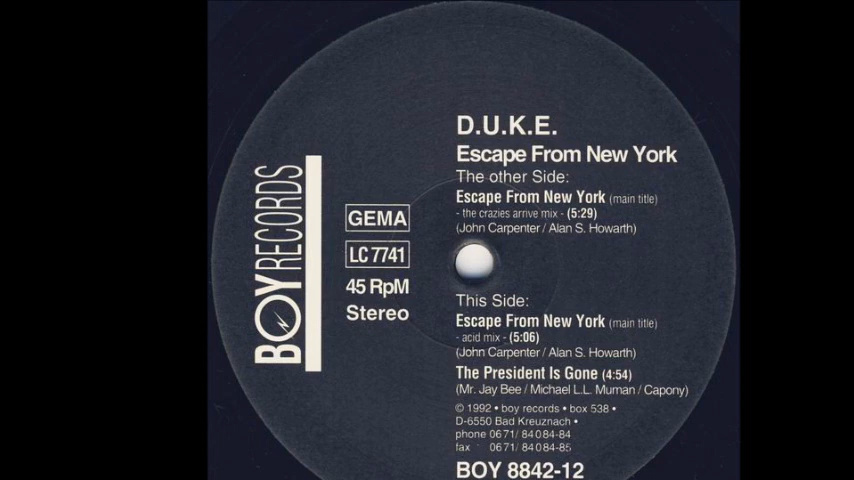 BOY RECORDS
GEMA
LC 7741
45 RpM
Stereo
D.U.K.E.
Escape From New York
The other Side:
Escape From New York (main title)
- the crazies arrive mix - (5:29)
(John Carpenter / Alan S. Howarth)
This Side:
Escape From New York (main title)
- acid mix - (5:06)
(John Carpenter / Alan S. Howarth)
The President Is Gone (4:54)
(Mr. Jay Bee / Michael L.L. Muman / Capony)
© 1992 • boy records • box 538 •
D-6550 Bad Kreuznach •
phone 0671/ 84084-84
fax 0671/ 84084-85
BOY 8842-12